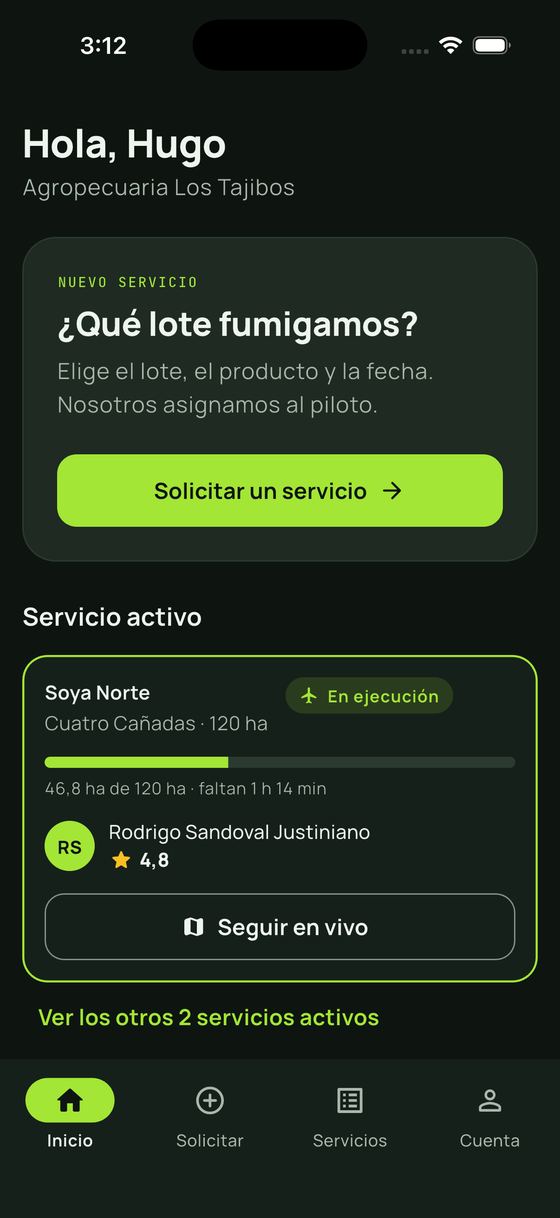 3:12
Hola, Hugo
Agropecuaria Los Tajibos
NUEVO SERVICIO
¿Qué lote fumigamos?
Elige el lote, el producto y la fecha.
Nosotros asignamos al piloto.
Solicitar un servicio →
Servicio activo
Soya Norte
En ejecución
Cuatro Cañadas · 120 ha
46,8 ha de 120 ha · faltan 1 h 14 min
RS
Rodrigo Sandoval Justiniano
4,8
Seguir en vivo
Ver los otros 2 servicios activos
Inicio
Solicitar
Servicios
Cuenta